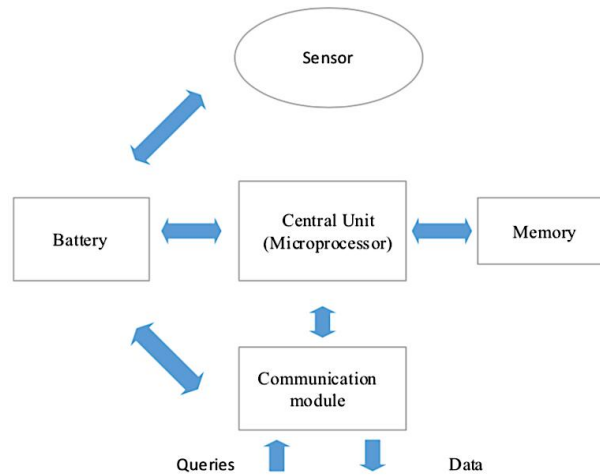 Sensor
Battery
Central Unit
(Microprocessor)
Memory
Communication
module
Queries
Data